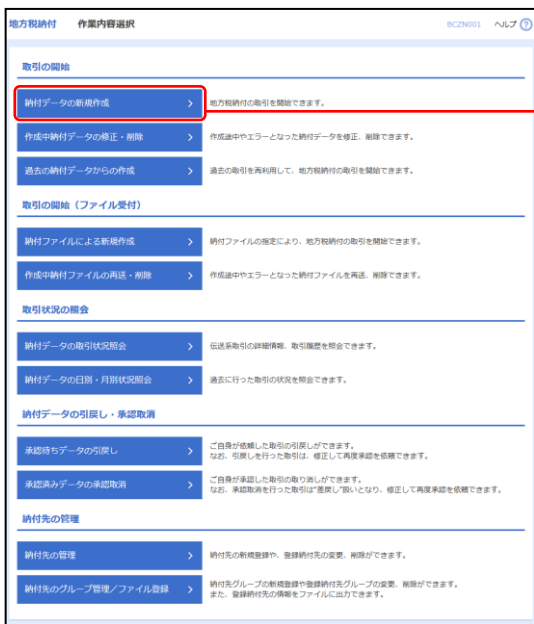 地方税納付 作業内容選択 BCZN001 ヘルプ ?
取引の開始
納付データの新規作成 > 地方税納付の取引を開始できます。
作成中納付データの修正・削除 > 作成途中やエラーとなった納付データを修正、削除できます。
過去の納付データからの作成 > 過去の取引を再利用して、地方税納付の取引を開始できます。
取引の開始（ファイル受付）
納付ファイルによる新規作成 > 納付ファイルの指定により、地方税納付の取引を開始できます。
作成中納付ファイルの再送・削除 > 作成途中やエラーとなった納付ファイルを再送、削除できます。
取引状況の照会
納付データの取引状況照会 > 伝送系取引の詳細情報、取引履歴を照会できます。
納付データの日別・月別状況照会 > 過去に行った取引の状況を照会できます。
納付データの引戻し・承認取消
承認待ちデータの引戻し > ご自身が依頼した取引の引戻しができます。
なお、引戻しを行った取引は、修正して再度承認を依頼できます。
承認済みデータの承認取消 > ご自身が承認した取引の取り消しができます。
なお、承認取消を行った取引は“差戻し”扱いとなり、修正して再度承認を依頼できます。
納付先の管理
納付先の管理 > 納付先の新規登録や、登録納付先の変更、削除ができます。
納付先のグループ管理／ファイル登録 > 納付先グループの新規登録や登録納付先グループの変更、削除ができます。
また、登録納付先の情報をファイルに出力できます。